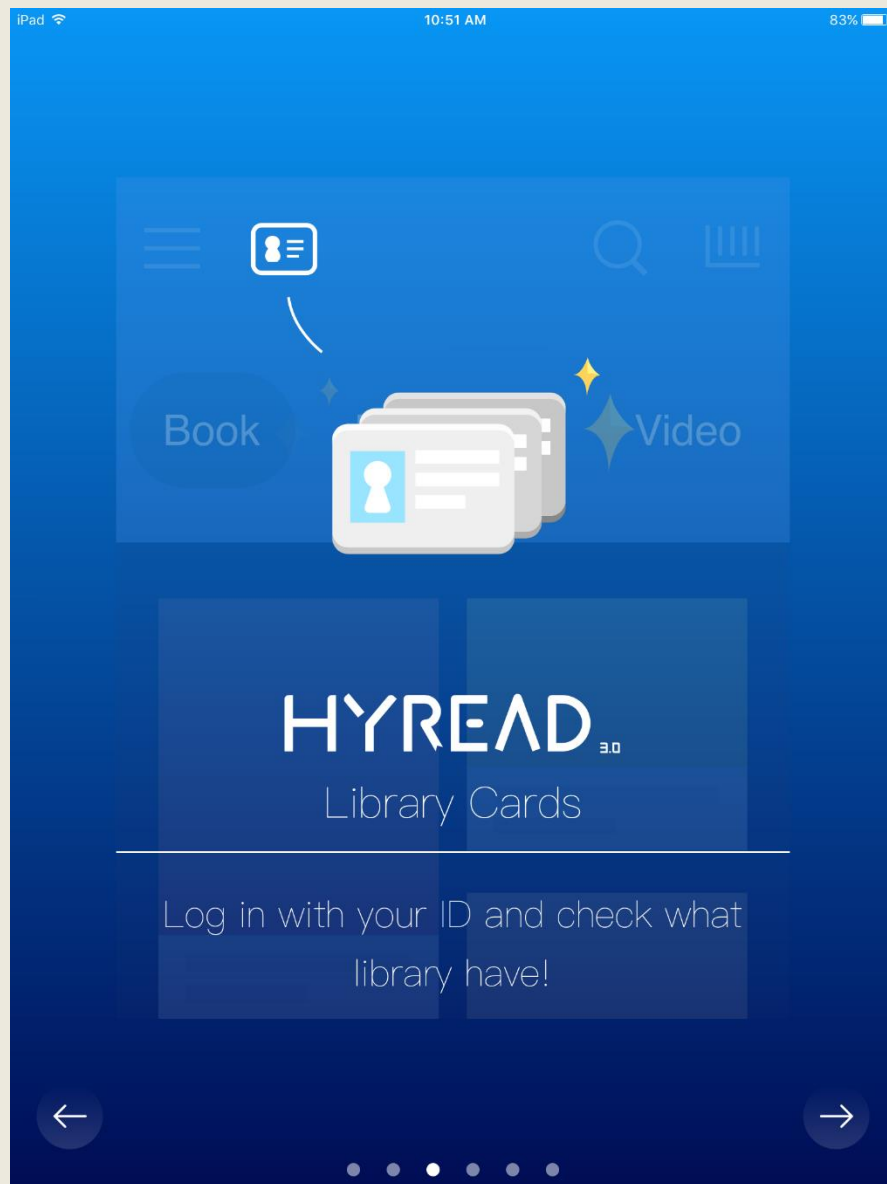 iPad 10:51 AM 83%
Book Video
HYREAD 3.0
Library Cards
Log in with your ID and check what
library have!